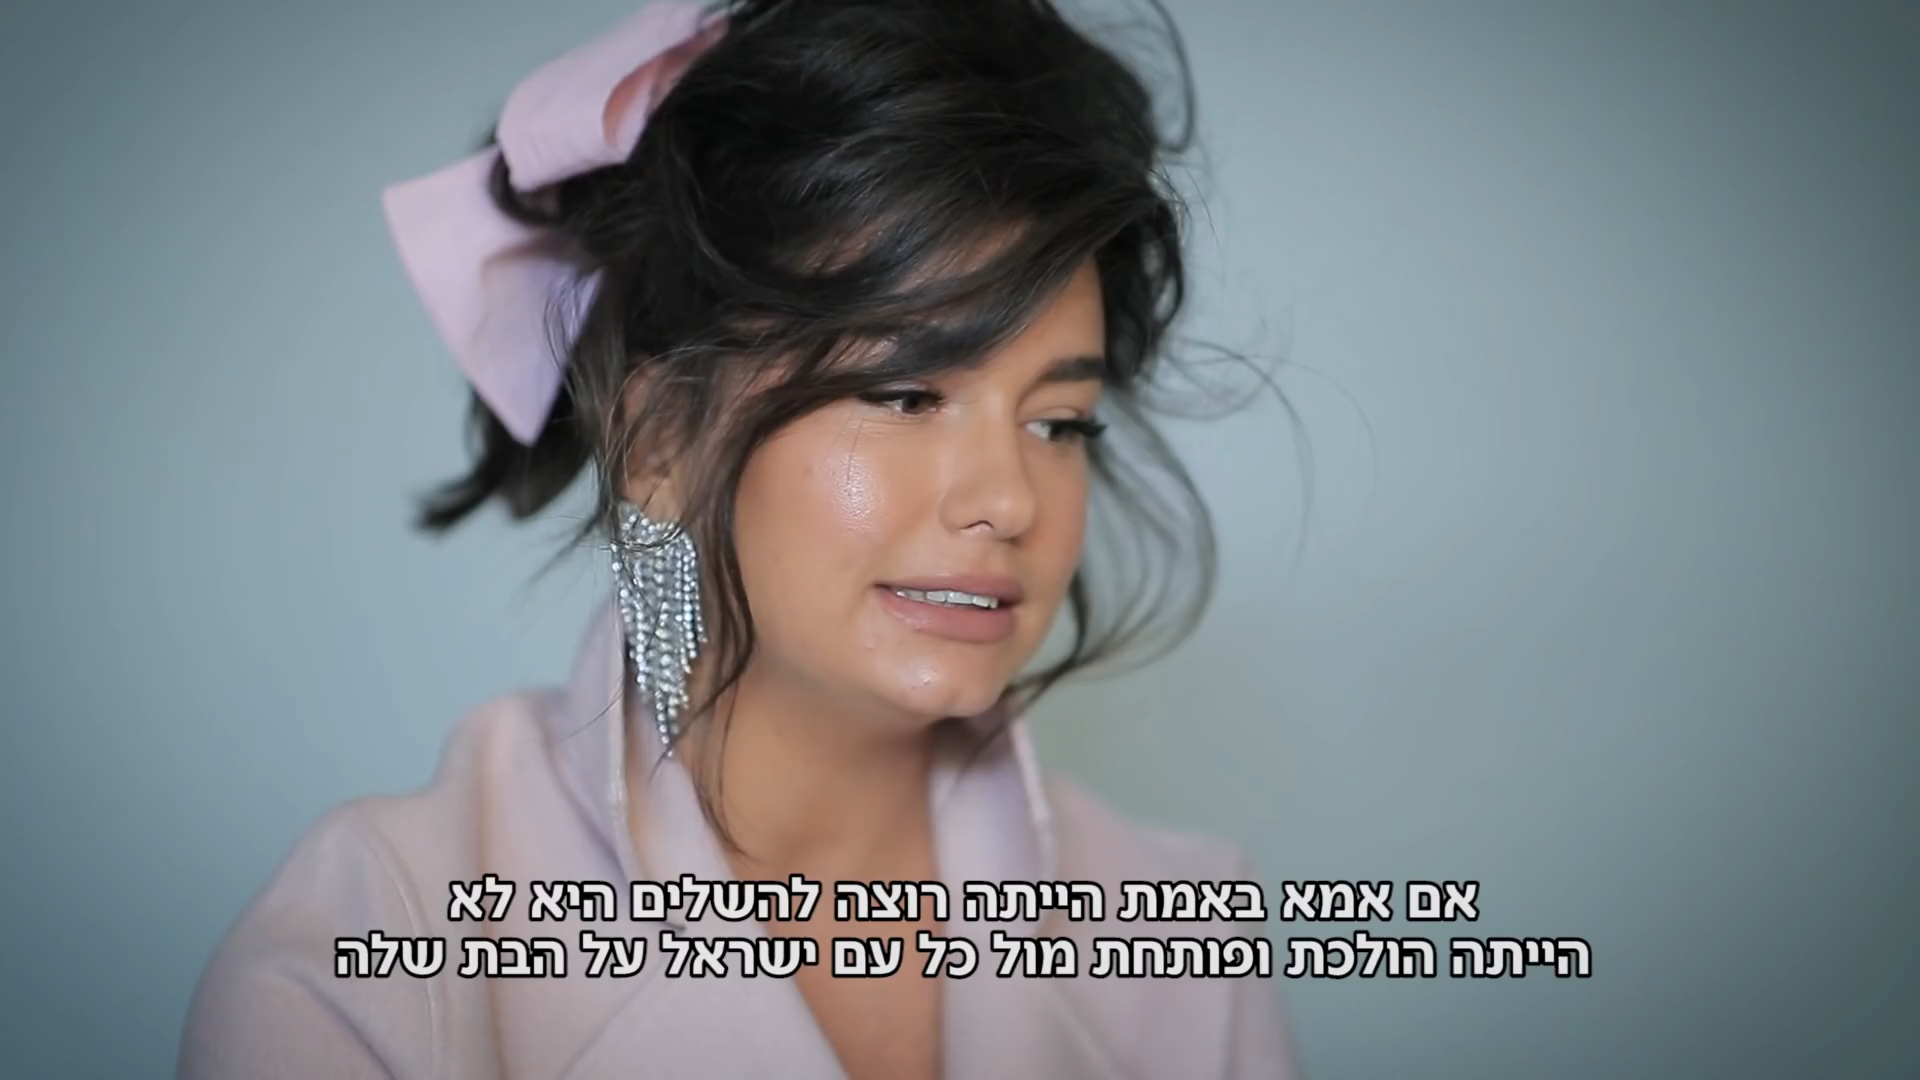 אם אמא באמת הייתה רוצה להשלים היא לא
הייתה הולכת ופותחת מול כל עם ישראל על הבת שלה